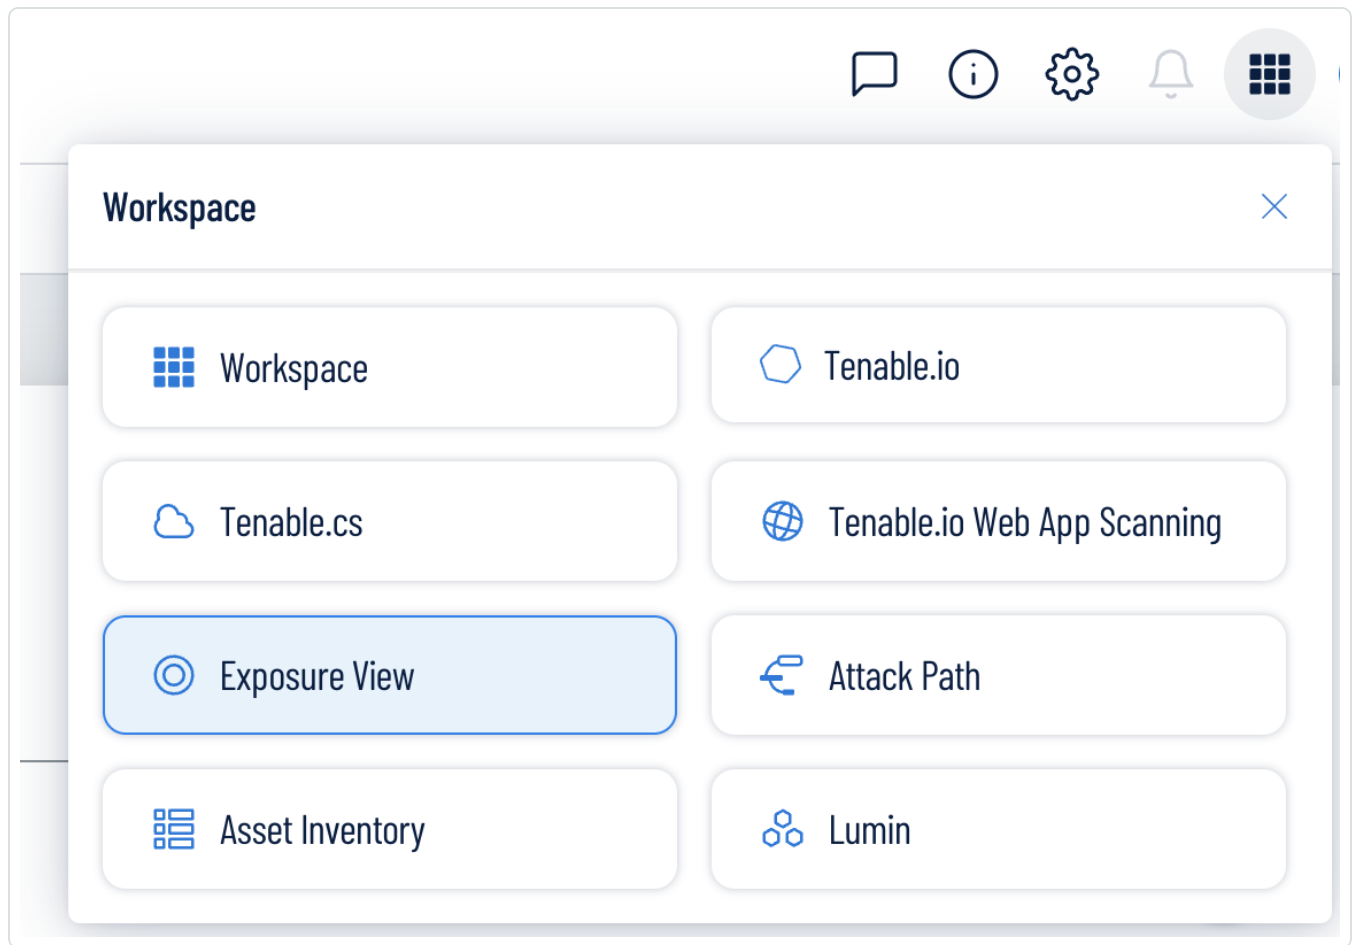 Workspace
Workspace
Tenable.io
Tenable.cs
Tenable.io Web App Scanning
Exposure View
Attack Path
Asset Inventory
Lumin